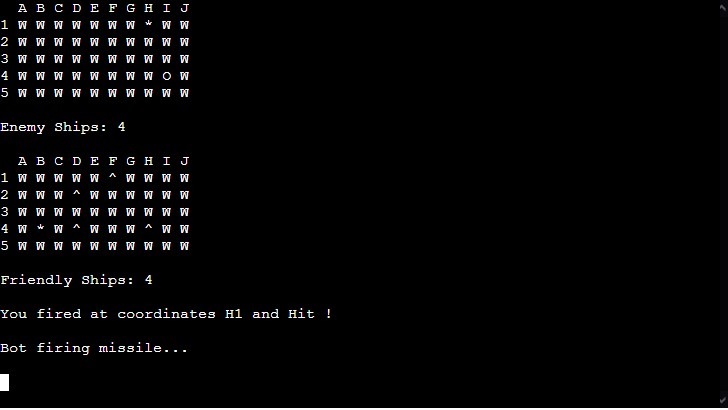 A B C D E F G H I J
1 W W W W W W W * W W
2 W W W W W W W W W W
3 W W W W W W W W W W
4 W W W W W W W W O W
5 W W W W W W W W W W
Enemy Ships: 4
  A B C D E F G H I J
1 W W W W W ^ W W W W
2 W W W ^ W W W W W W
3 W W W W W W W W W W
4 W * W ^ W W W ^ W W
5 W W W W W W W W W W
Friendly Ships: 4
You fired at coordinates H1 and Hit !
Bot firing missile...